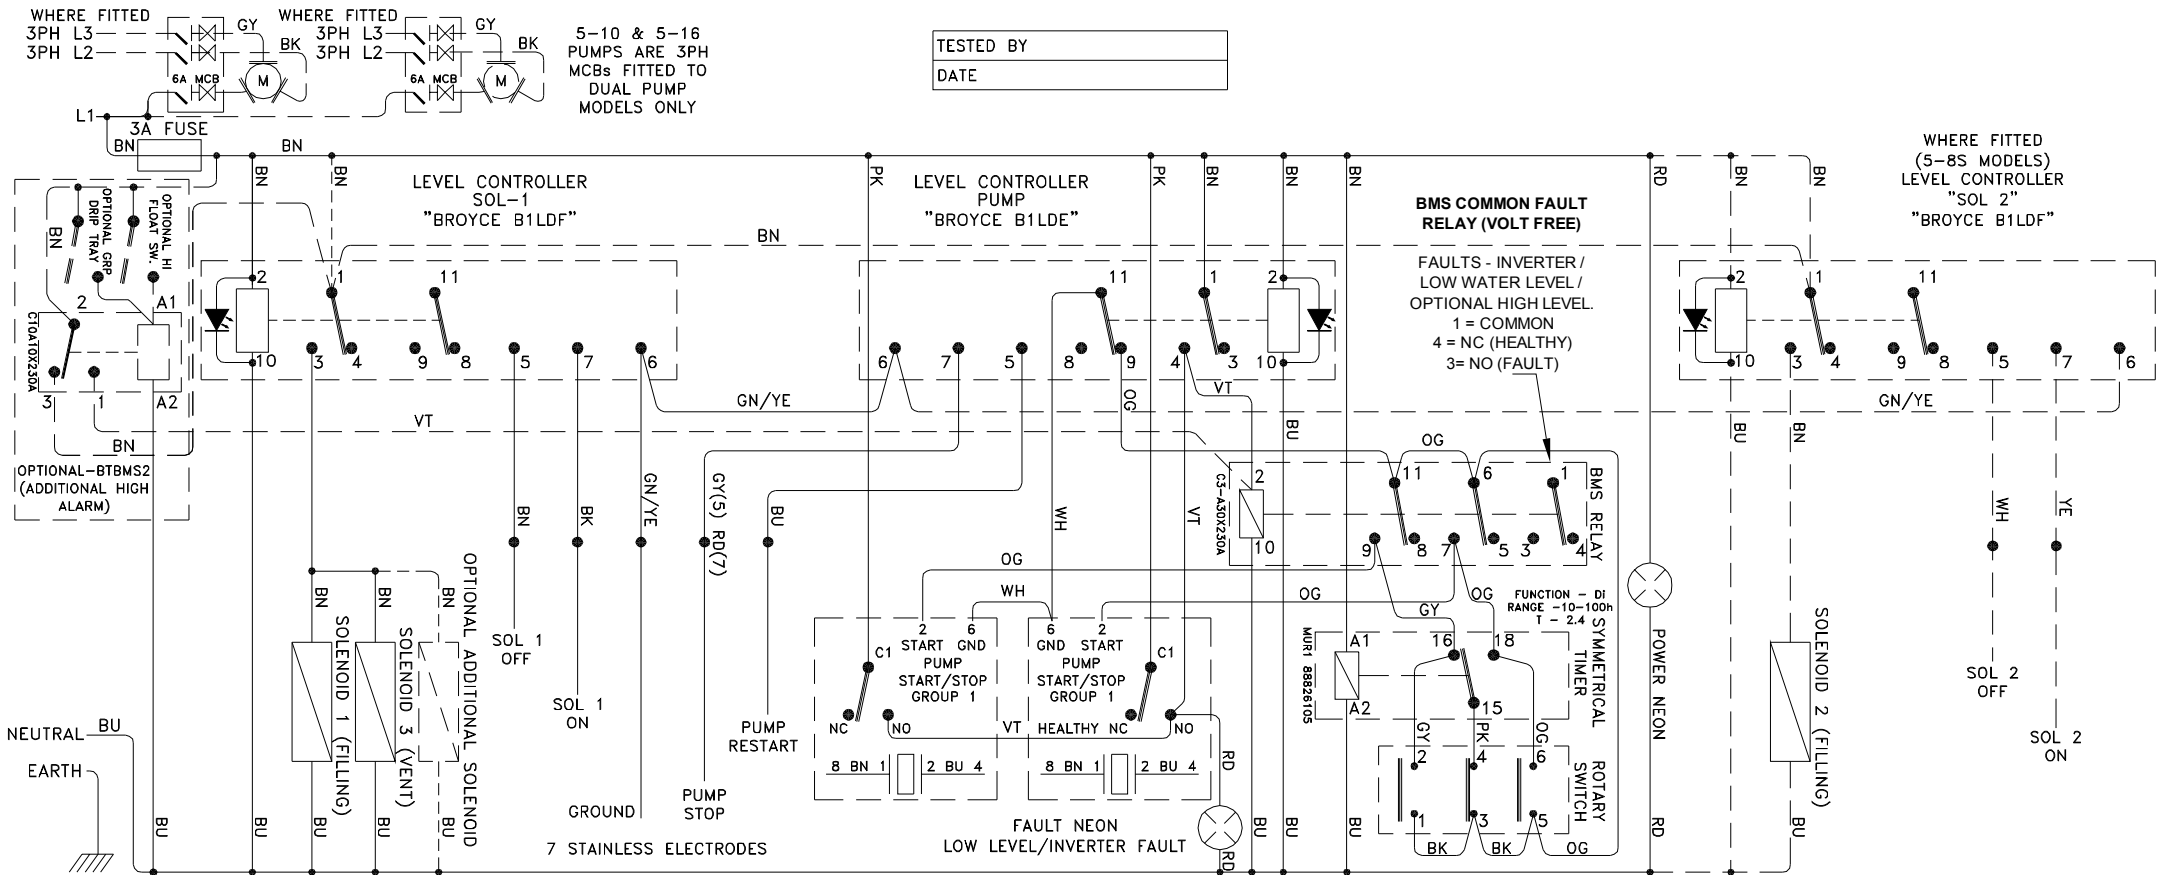 WHERE FITTED
3PH L3
3PH L2
GY
BK
6A MCB
M
WHERE FITTED
3PH L3
3PH L2
GY
BK
6A MCB
M
5-10 & 5-16
PUMPS ARE 3PH
MCBs FITTED TO
DUAL PUMP
MODELS ONLY
TESTED BY
DATE
L1
3A FUSE
BN
BN
BN
BN
PK
PK
BN
BN
BN
RD
BN
BN
WHERE FITTED
(5-8S MODELS)
LEVEL CONTROLLER
"SOL 2"
"BROYCE B1LDF"
LEVEL CONTROLLER
SOL-1
"BROYCE B1LDF"
LEVEL CONTROLLER
PUMP
"BROYCE B1LDE"
BMS COMMON FAULT
RELAY (VOLT FREE)
FAULTS - INVERTER /
LOW WATER LEVEL /
OPTIONAL HIGH LEVEL.
1 = COMMON
4 = NC (HEALTHY)
3= NO (FAULT)
BN
OPTIONAL GRP
DRIP TRAY
OPTIONAL HI
FLOAT SW.
BN
2
A1
C10A10X230A
3
1
A2
BN
OPTIONAL-BTBMS2
(ADDITIONAL HIGH
ALARM)
2
1
11
10
3
4
9
8
5
7
6
11
1
2
6
7
5
8
9
4
3
10
2
1
11
10
3
4
9
8
5
7
6
GN/YE
VT
OG
VT
BU
GN/YE
BU
BN
OG
2
11
6
1
C3-A30X230A
10
9
8
7
5
3
4
BMS RELAY
BN
BK
GN/YE
GY(5) RD(7)
BU
WH
VT
WH
YE
OG
WH
OG
GY
OG
FUNCTION - Di
RANGE -10-100h
T - 2.4
BN
BN
BN
SOLENOID 1 (FILLING)
SOLENOID 3 (VENT)
OPTIONAL ADDITIONAL SOLENOID
SOL 1
OFF
SOL 1
ON
GROUND
PUMP
STOP
PUMP
RESTART
2 6
START GND
C1
PUMP
START/STOP
GROUP 1
NC
NO
8 BN 1
2 BU 4
6 2
GND START
C1
PUMP
START/STOP
GROUP 1
VT
HEALTHY NC
NO
8 BN 1
2 BU 4
MUR1 88826105
A1
A2
16
18
15
SYMMETRICAL
TIMER
GY
PK
OG
2
4
6
1
3
5
ROTARY
SWITCH
BK
BK
OG
POWER NEON
SOLENOID 2 (FILLING)
SOL 2
OFF
SOL 2
ON
NEUTRAL
BU
EARTH
7 STAINLESS ELECTRODES
FAULT NEON
LOW LEVEL/INVERTER FAULT
RD
RD
BU
BU
BU
BU
BU
BU
BU
BU
RD
BU